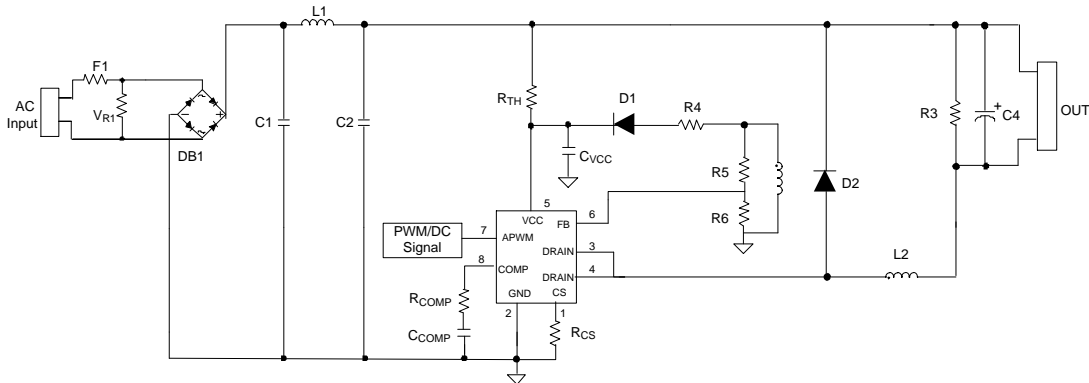 L1
F1
AC
Input
VR1
DB1
C1
C2
RTH
D1
R4
CVCC
R5
R6
D2
R3
+
C4
OUT
PWM/DC
Signal
7
8
5
VCC
APWM
COMP
GND
2
FB
6
DRAIN
3
DRAIN
4
CS
1
RCOMP
CCOMP
RCS
L2